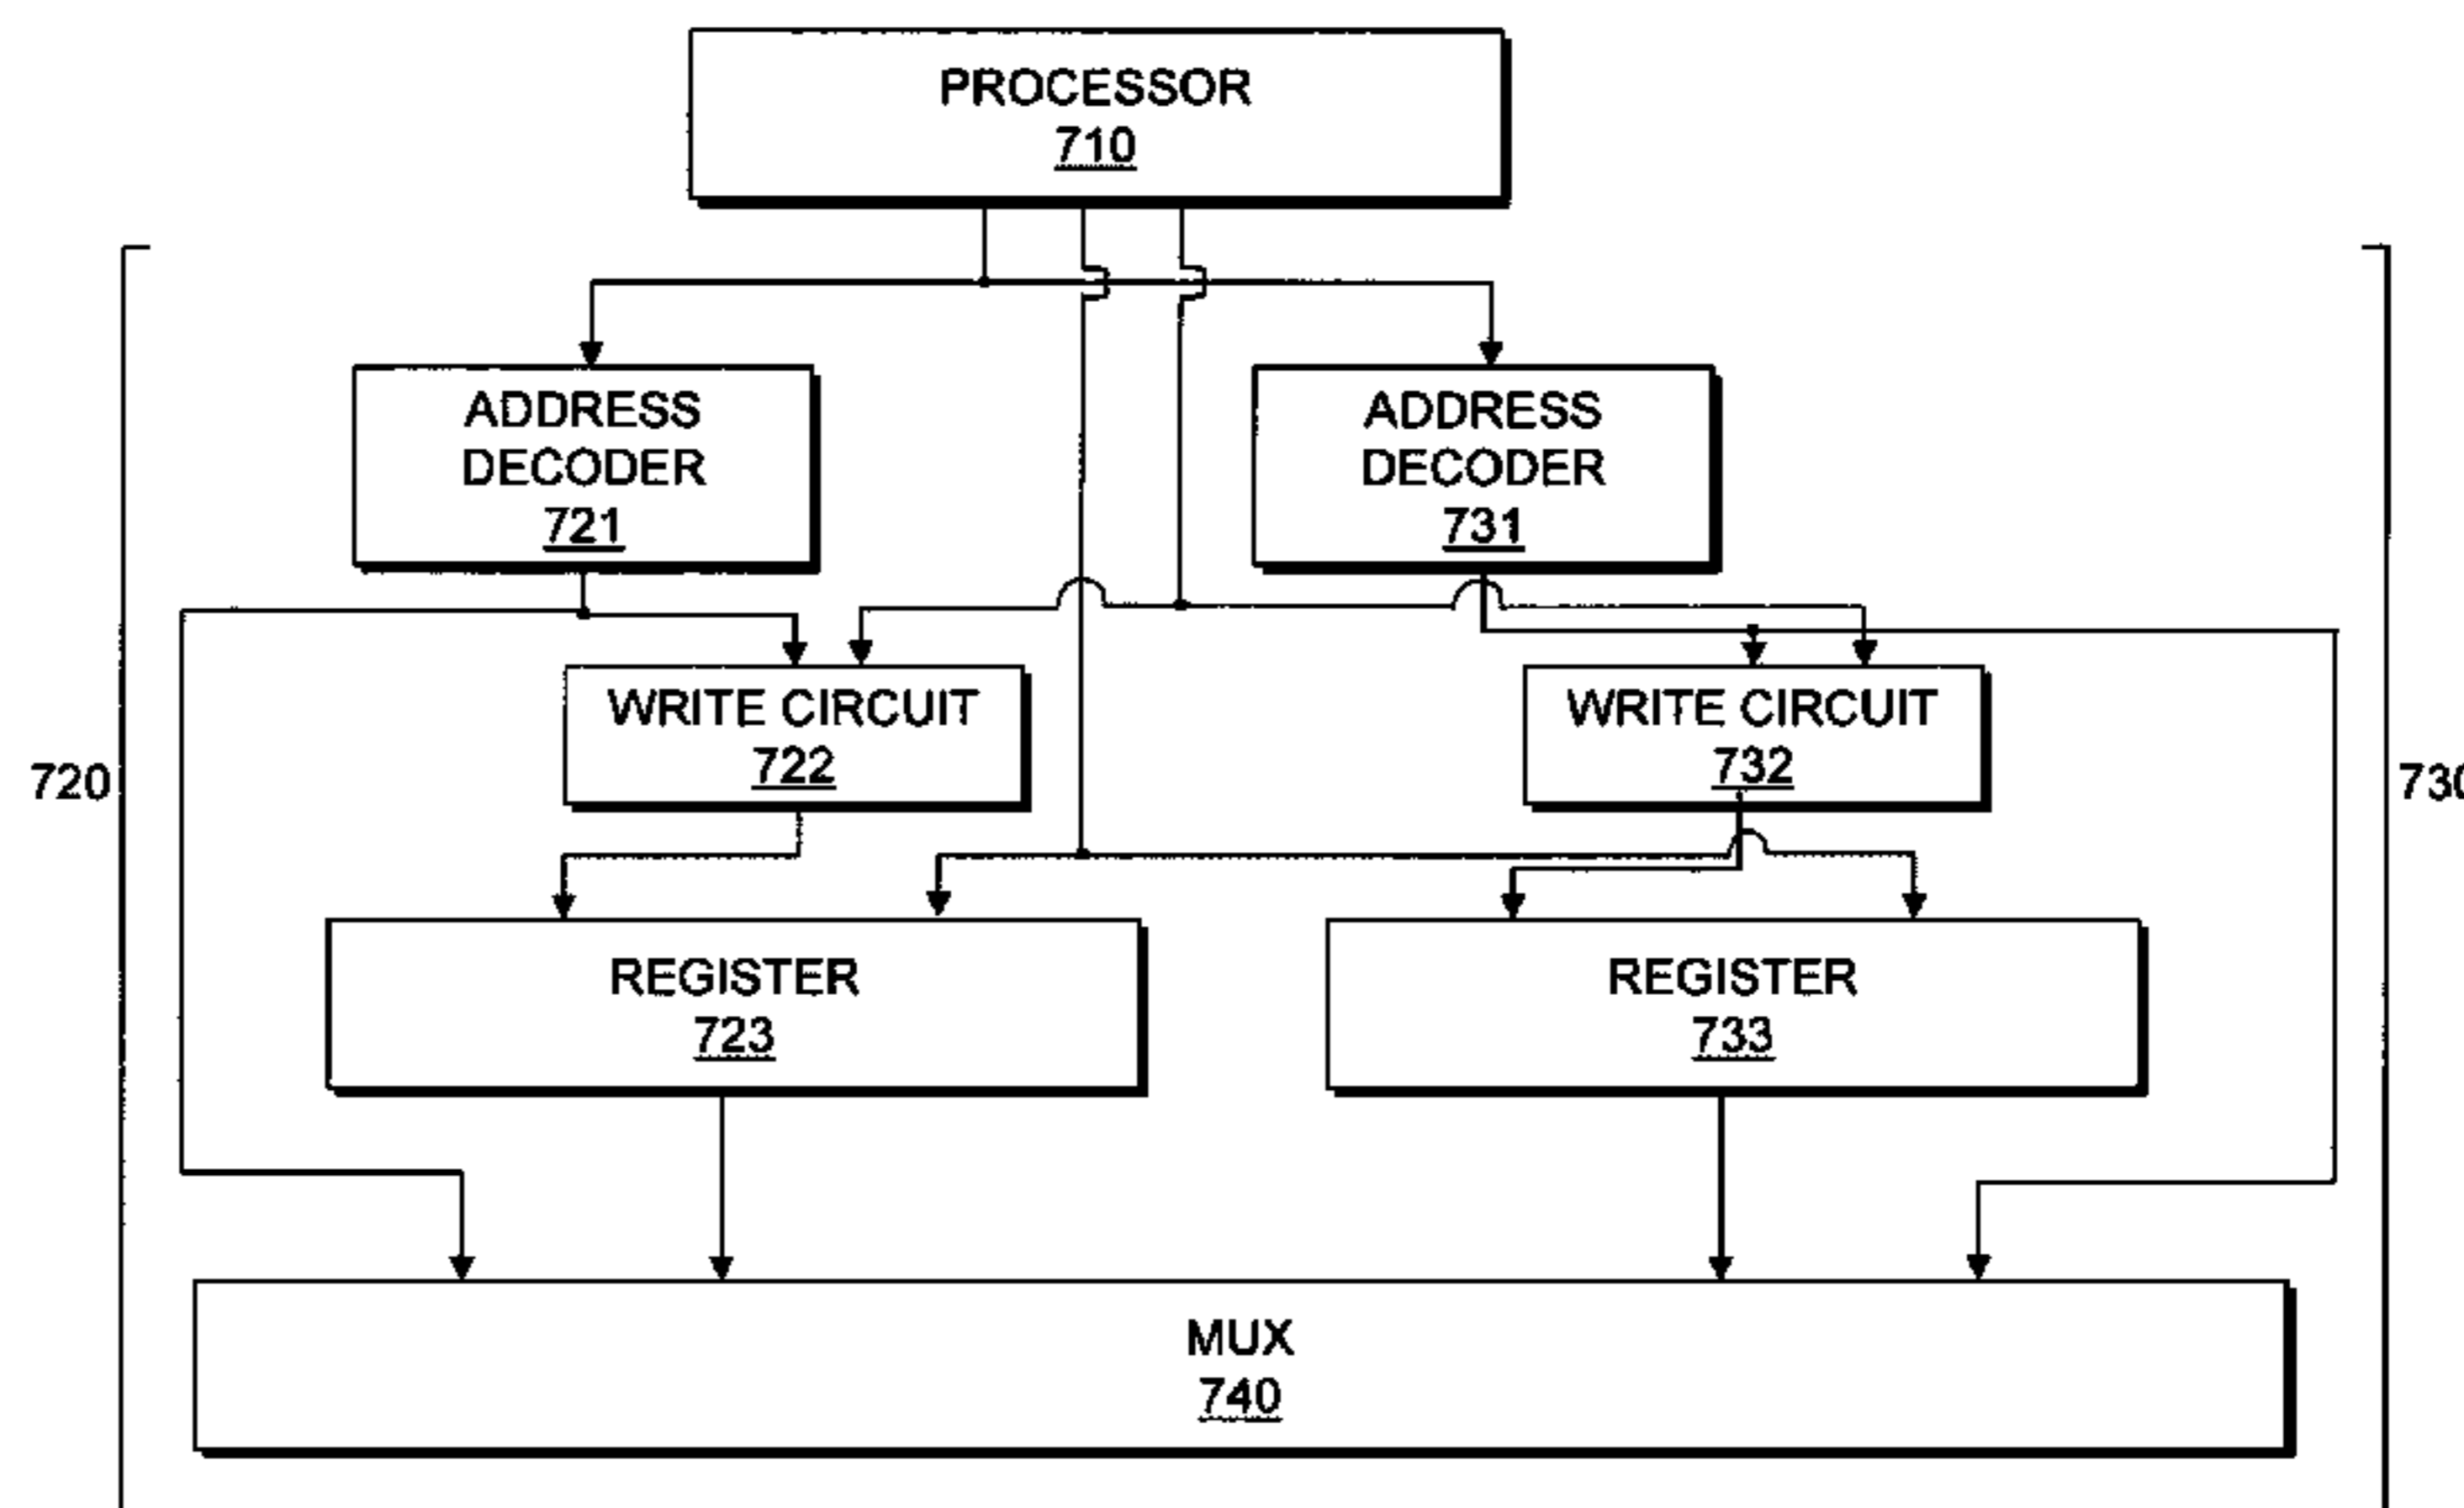 PROCESSOR
710
ADDRESS
DECODER
721
ADDRESS
DECODER
731
WRITE CIRCUIT
722
WRITE CIRCUIT
732
720
730
REGISTER
723
REGISTER
733
MUX
740